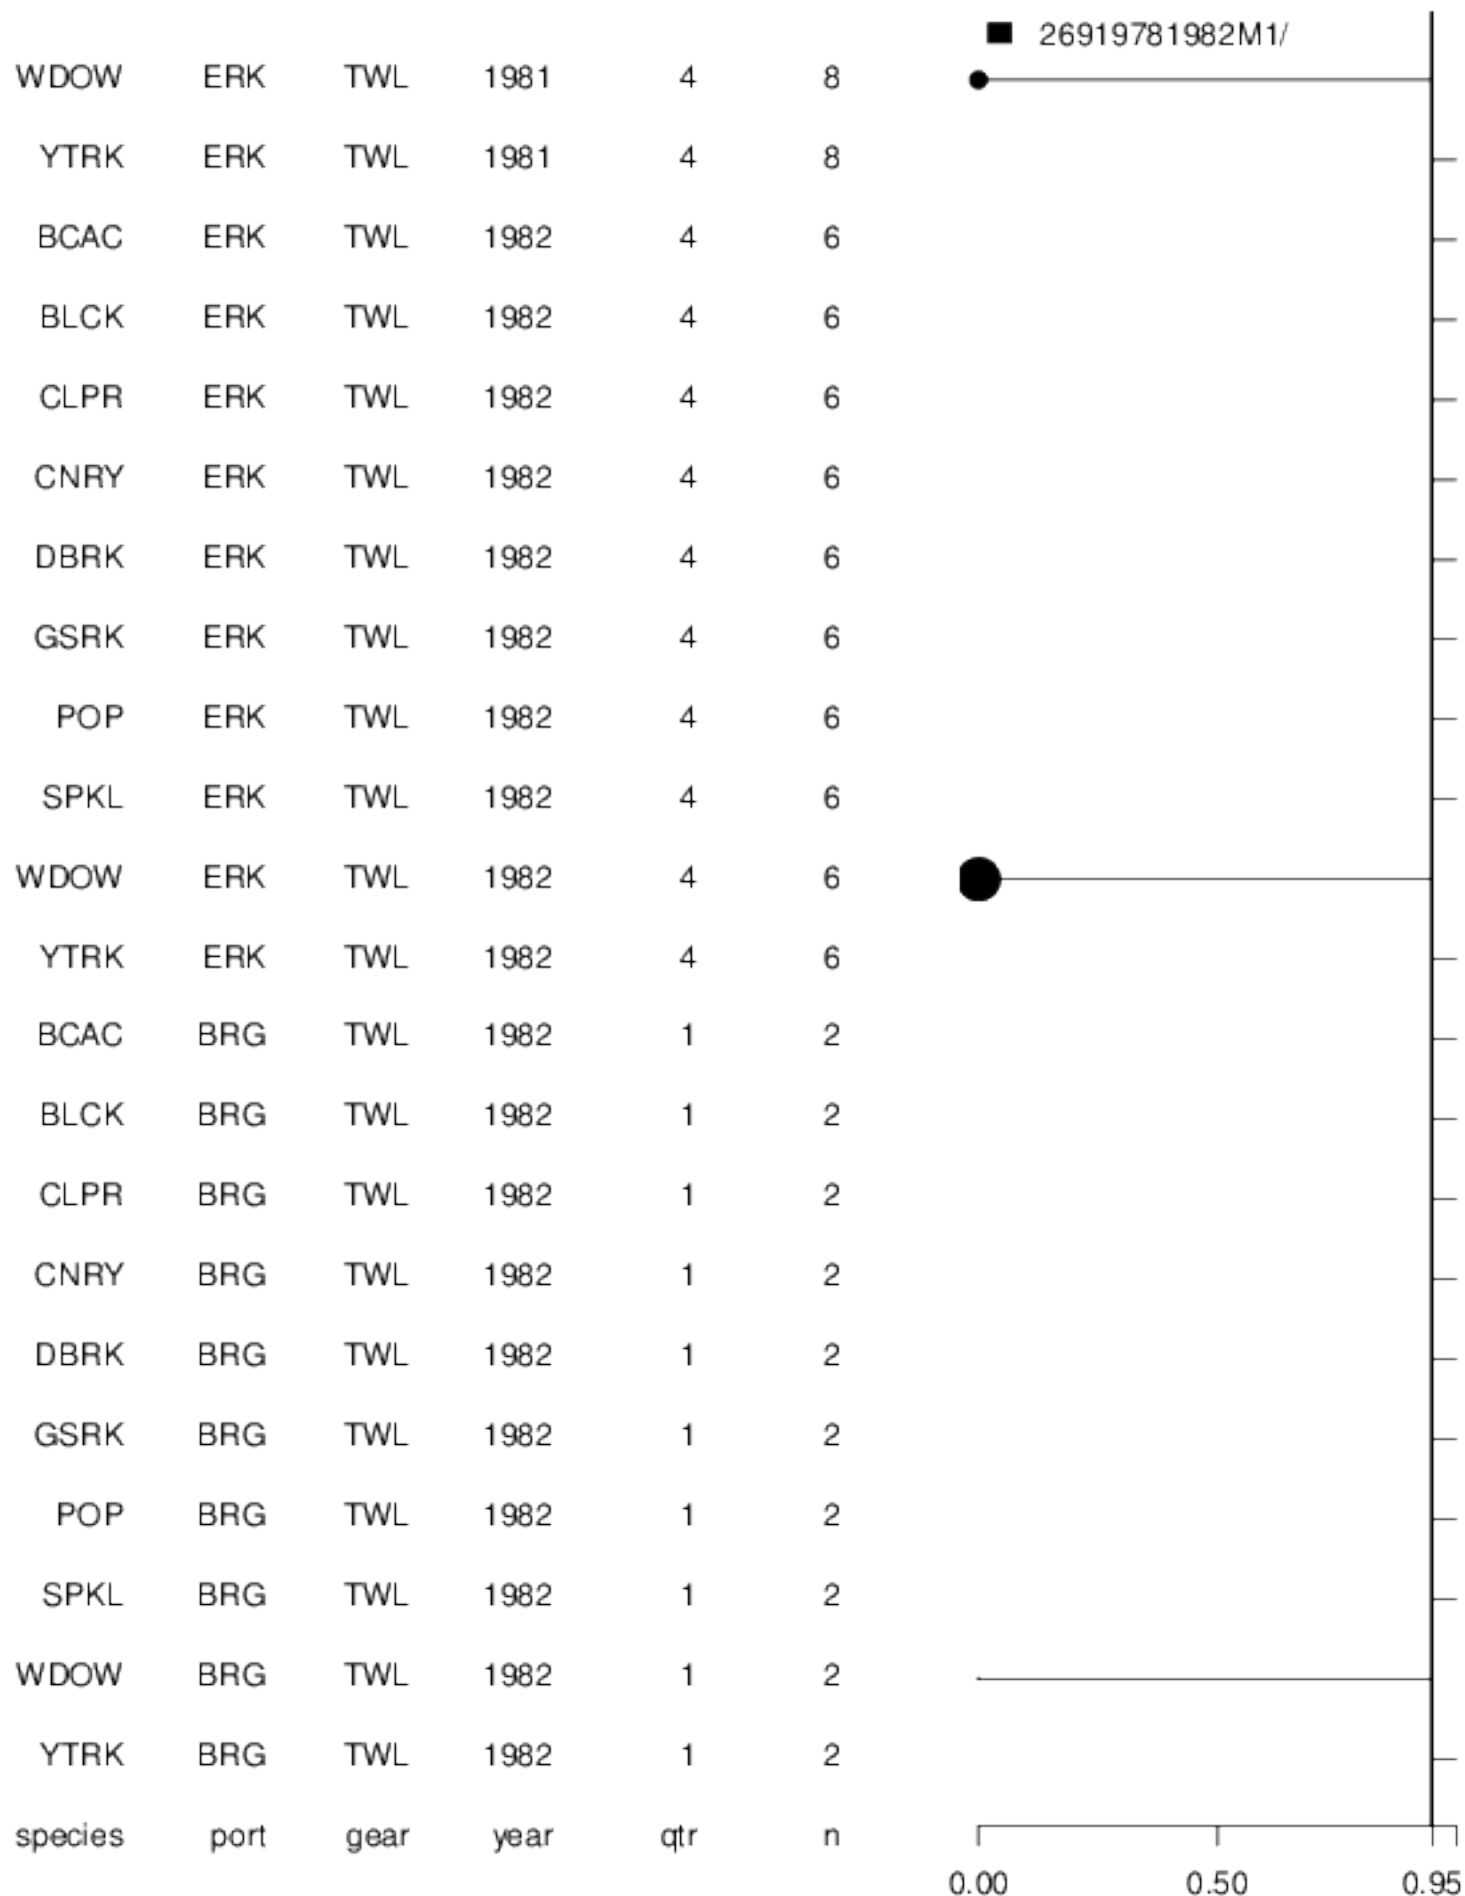 26919781982M1/
WDOW ERK TWL 1981 4 8
YTRK ERK TWL 1981 4 8
BCAC ERK TWL 1982 4 6
BLCK ERK TWL 1982 4 6
CLPR ERK TWL 1982 4 6
CNRY ERK TWL 1982 4 6
DBRK ERK TWL 1982 4 6
GSRK ERK TWL 1982 4 6
POP ERK TWL 1982 4 6
SPKL ERK TWL 1982 4 6
WDOW ERK TWL 1982 4 6
YTRK ERK TWL 1982 4 6
BCAC BRG TWL 1982 1 2
BLCK BRG TWL 1982 1 2
CLPR BRG TWL 1982 1 2
CNRY BRG TWL 1982 1 2
DBRK BRG TWL 1982 1 2
GSRK BRG TWL 1982 1 2
POP BRG TWL 1982 1 2
SPKL BRG TWL 1982 1 2
WDOW BRG TWL 1982 1 2
YTRK BRG TWL 1982 1 2
species port gear year qtr n
0.00 0.50 0.95